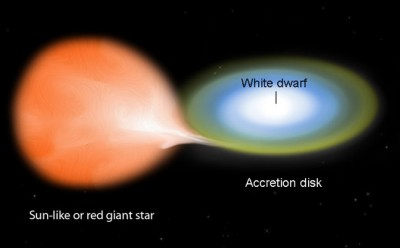 White dwarf
Accretion disk
Sun-like or red giant star